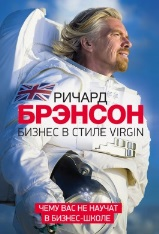 РИЧАРД
БРЭНСОН
БИЗНЕС В СТИЛЕ VIRGIN
ЧЕМУ ВАС НЕ НАУЧАТ
В БИЗНЕС-ШКОЛЕ